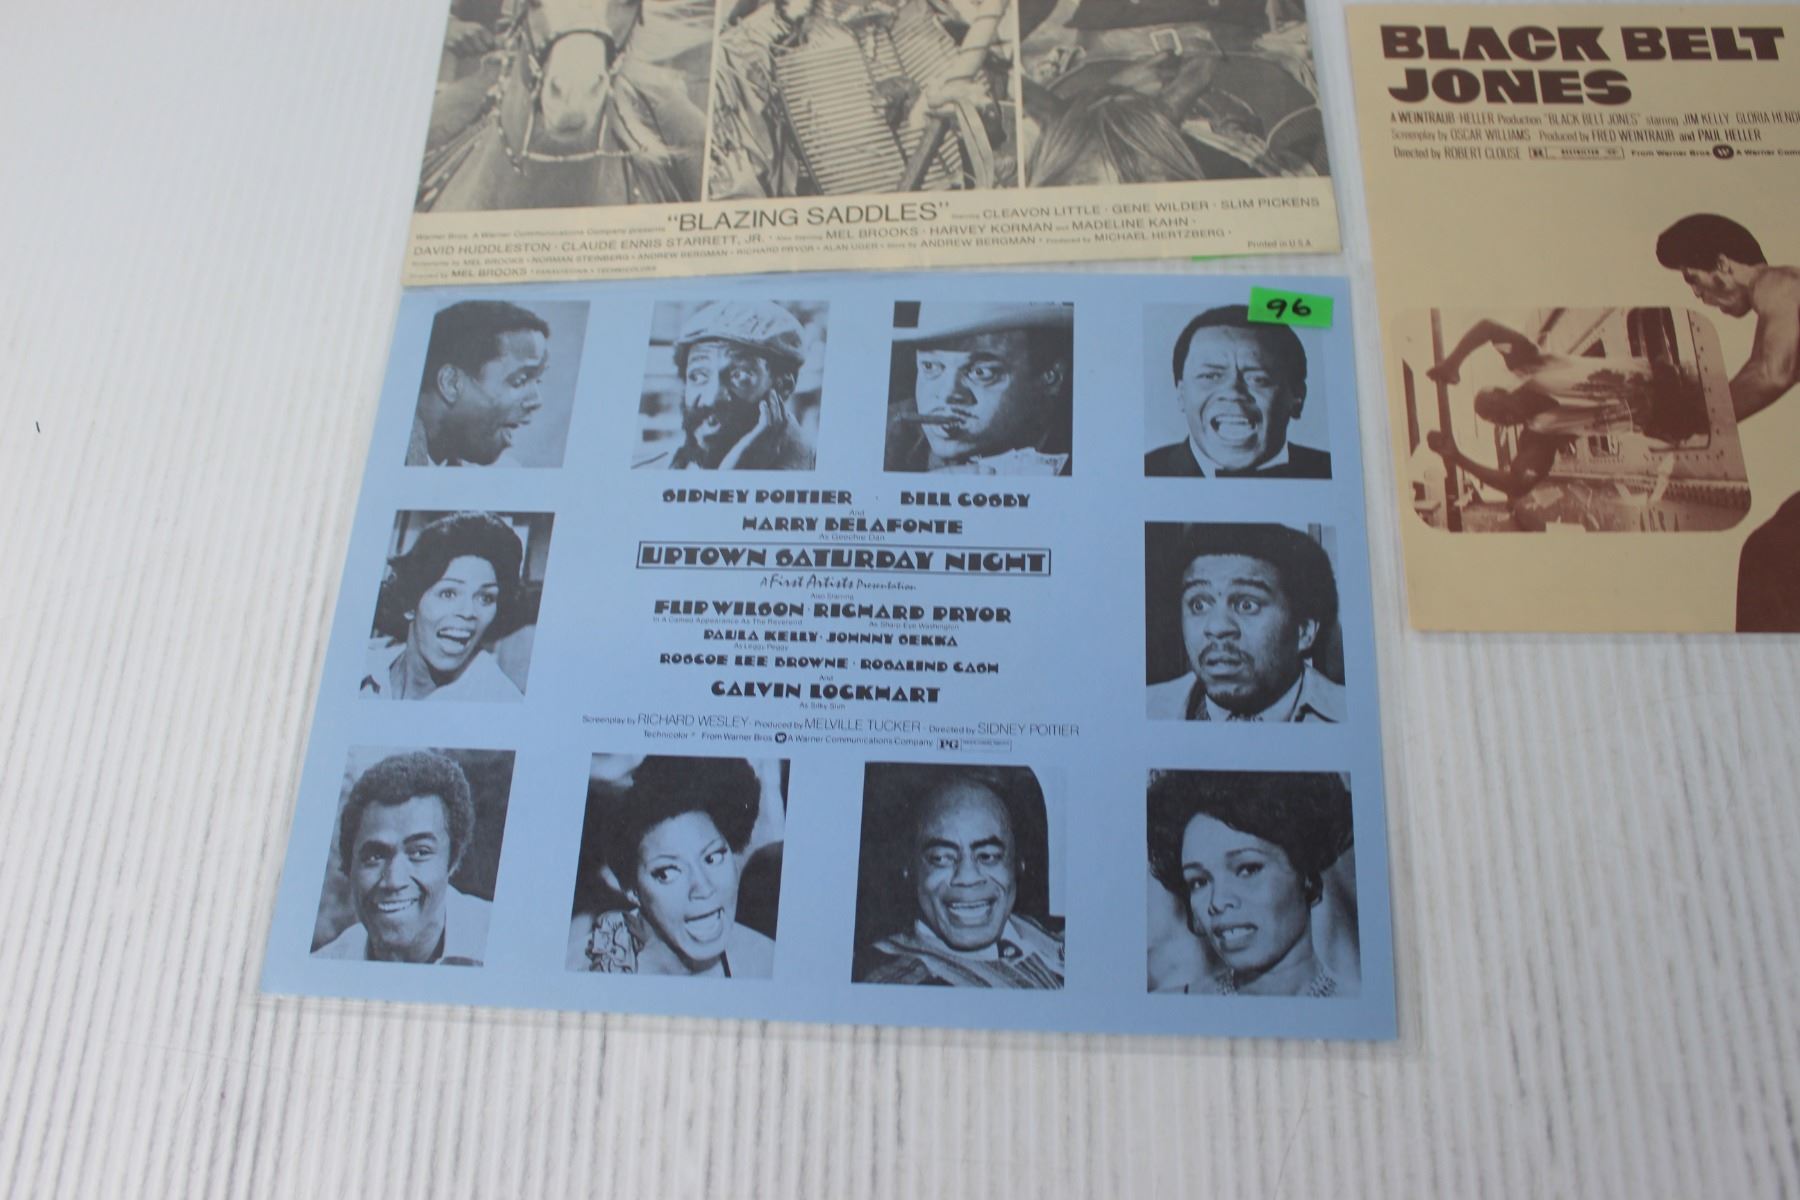 "BLAZING SADDLES" Starring CLEAVON LITTLE · GENE WILDER · SLIM PICKENS
Warner Bros. A Warner Communications Company presents
DAVID HUDDLESTON · CLAUDE ENNIS STARRETT, JR. · Also Starring MEL BROOKS · HARVEY KORMAN and MADELINE KAHN ·
Screenplay by MEL BROOKS · NORMAN STEINBERG · ANDREW BERGMAN · RICHARD PRYOR · ALAN UGER · Story by ANDREW BERGMAN · Produced by MICHAEL HERTZBERG ·
Directed by MEL BROOKS · PANAVISION® · TECHNICOLOR®
Printed in U.S.A.
BLACK BELT
JONES
A WEINTRAUB-HELLER Production "BLACK BELT JONES" starring JIM KELLY GLORIA HEND
Screenplay by OSCAR WILLIAMS · Produced by FRED WEINTRAUB and PAUL HELLER
Directed by ROBERT CLOUSE R RESTRICTED From Warner Bros W A Warner Com
96
SIDNEY POITIER · BILL COSBY
And
HARRY BELAFONTE
As Geechie Dan
UPTOWN SATURDAY NIGHT
A First Artists Presentation
Also Starring
FLIP WILSON · RICHARD PRYOR
In A Cameo Appearance As The Reverend As Sharp Eye Washington
PAULA KELLY · JOHNNY SEKKA
As Leggy Peggy
ROSCOE LEE BROWNE · ROSALIND CASH
And
CALVIN LOCKHART
As Silky Slim
Screenplay by RICHARD WESLEY · Produced by MELVILLE TUCKER · Directed by SIDNEY POITIER
Technicolor® From Warner Bros W A Warner Communications Company PG